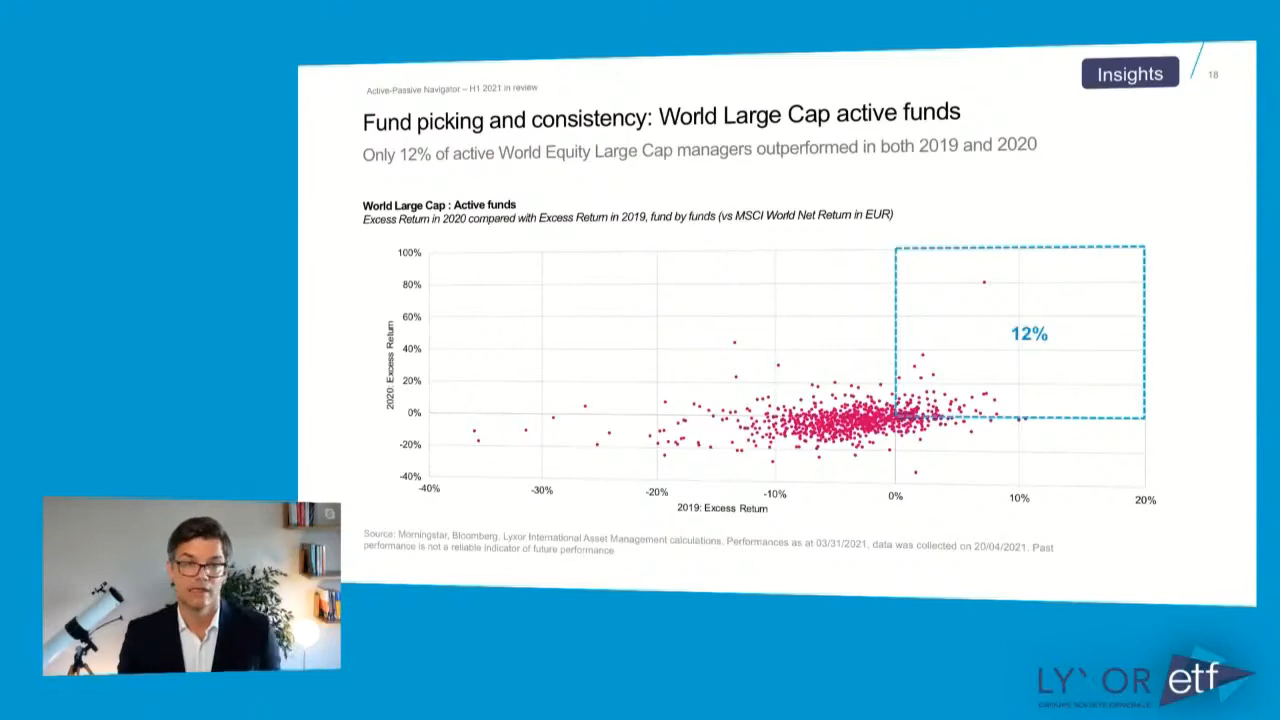 Insights
18
Active-Passive Navigator – H1 2021 in review
Fund picking and consistency: World Large Cap active funds
Only 12% of active World Equity Large Cap managers outperformed in both 2019 and 2020
World Large Cap : Active funds
Excess Return in 2020 compared with Excess Return in 2019, fund by funds (vs MSCI World Net Return in EUR)
100%
80%
60%
40%
20%
0%
-20%
-40%
2020: Excess Return
12%
-40%
-30%
-20%
-10%
0%
10%
20%
2019: Excess Return
Source: Morningstar, Bloomberg, Lyxor International Asset Management calculations. Performances as at 03/31/2021, data was collected on 20/04/2021. Past
performance is not a reliable indicator of future performance
LYXOR etf
GROUPE SOCIETE GENERALE